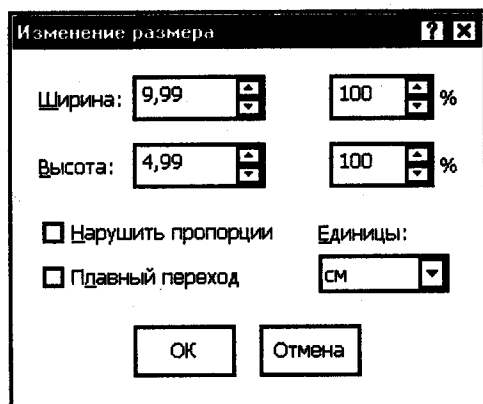 Изменение размера ? ×
Ширина: 9,99 100 %
Высота: 4,99 100 %
Нарушить пропорции Единицы:
Плавный переход см
ОК Отмена